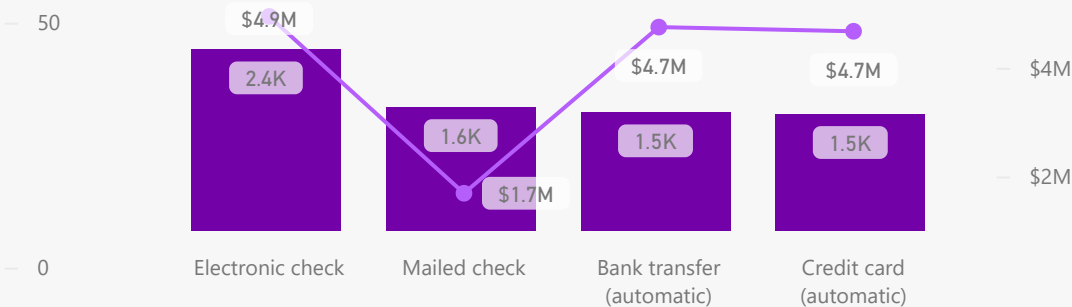 50
$4.9M
2.4K
1.6K
$1.7M
$4.7M
1.5K
$4.7M
1.5K
$4M
$2M
0
Electronic check
Mailed check
Bank transfer
(automatic)
Credit card
(automatic)